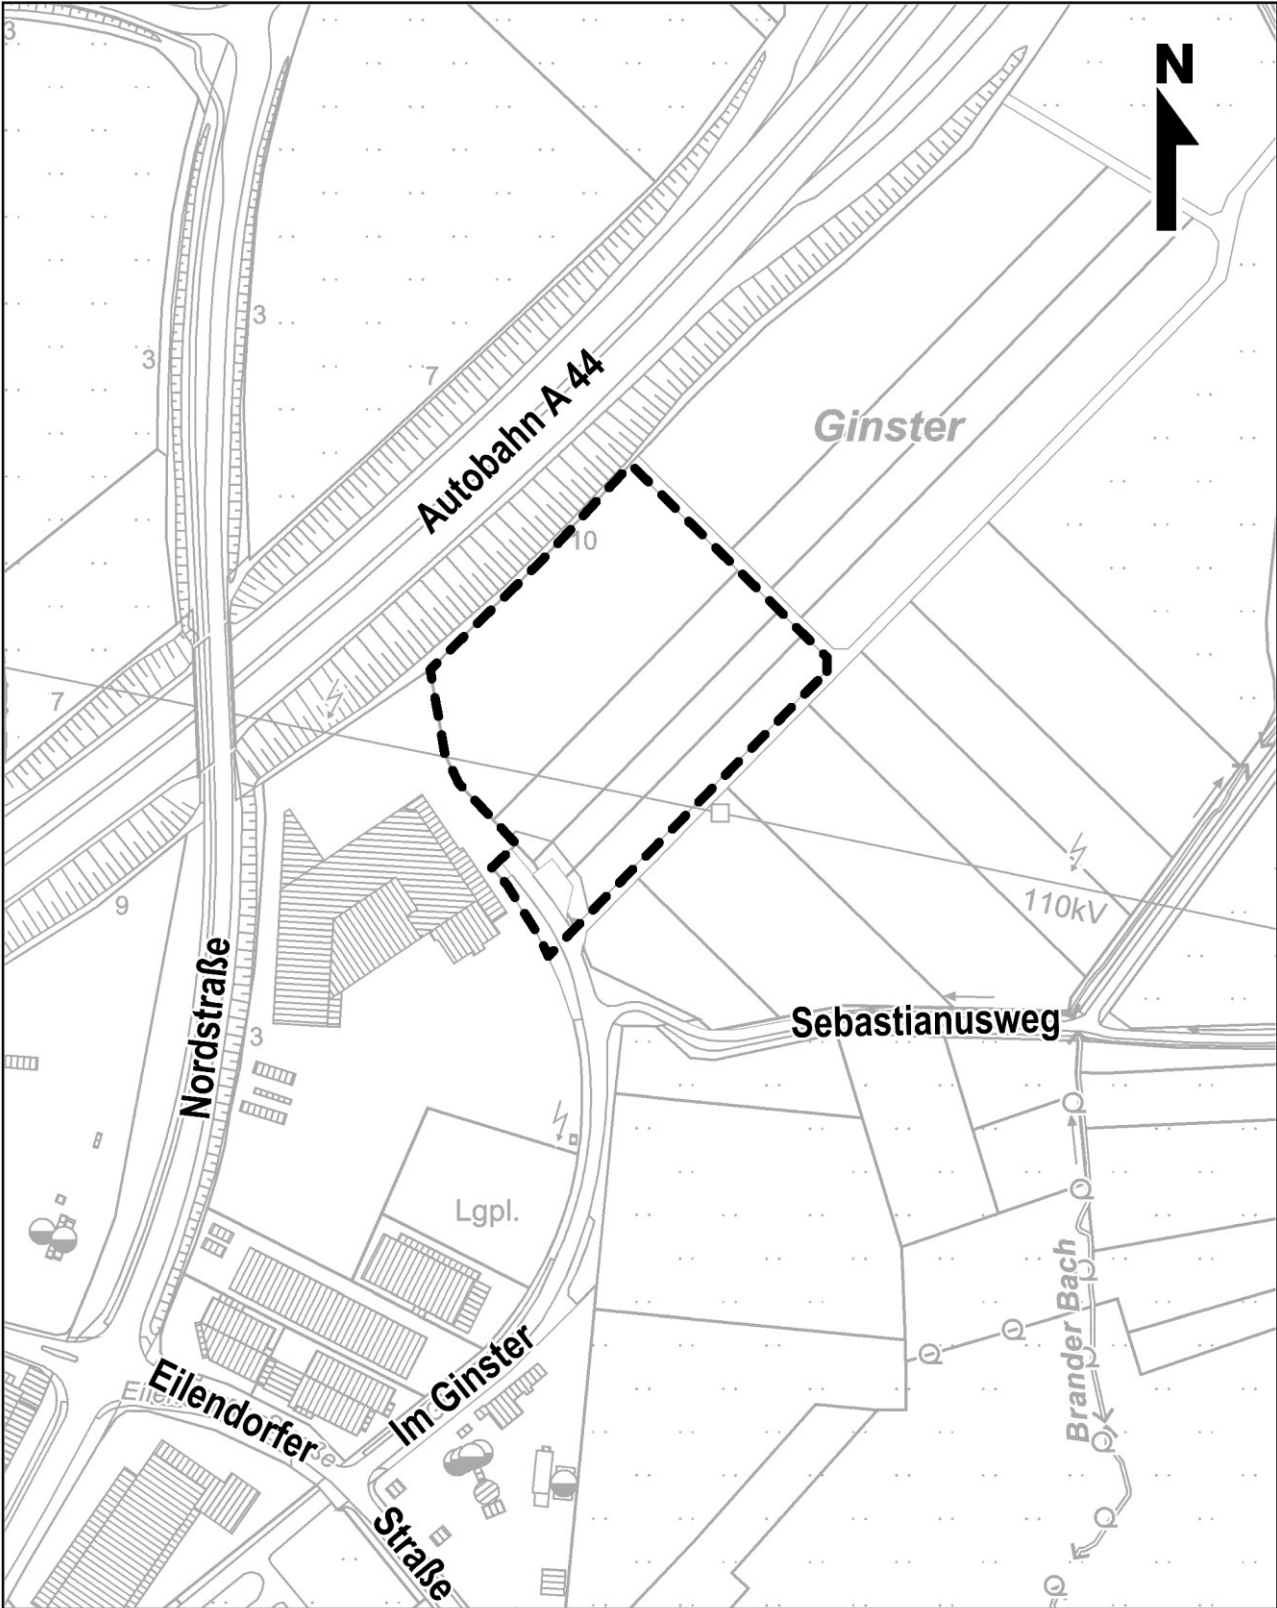 3
N
3
3
7
Autobahn A 44
Ginster
10
7
9
110kV
Nordstraße
Sebastianusweg
3
Lgpl.
Brander Bach
Im Ginster
Eilendorfer
Straße